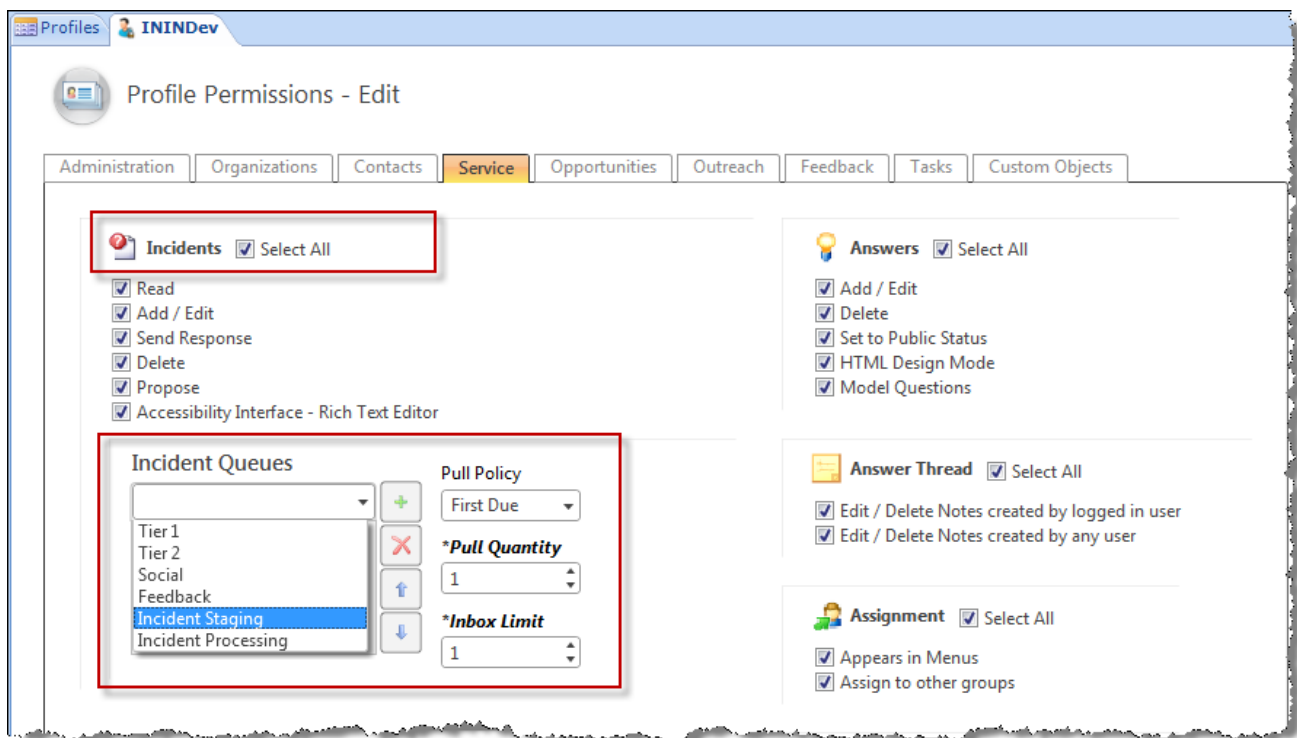 Profiles
ININDev
Profile Permissions - Edit
Administration
Organizations
Contacts
Service
Opportunities
Outreach
Feedback
Tasks
Custom Objects
Incidents Select All
Read
Add / Edit
Send Response
Delete
Propose
Accessibility Interface - Rich Text Editor
Incident Queues
Tier 1
Tier 2
Social
Feedback
Incident Staging
Incident Processing
Pull Policy
First Due
*Pull Quantity
1
*Inbox Limit
1
Answers Select All
Add / Edit
Delete
Set to Public Status
HTML Design Mode
Model Questions
Answer Thread Select All
Edit / Delete Notes created by logged in user
Edit / Delete Notes created by any user
Assignment Select All
Appears in Menus
Assign to other groups